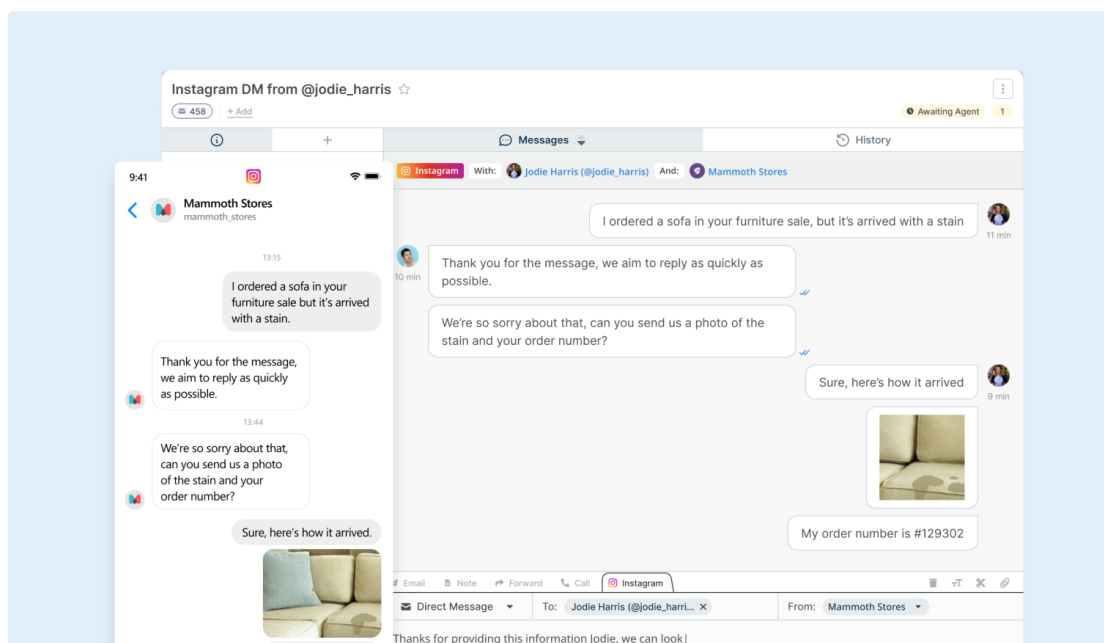 Instagram DM from @jodie_harris
458
+ Add
Awaiting Agent 1
+
Messages
History
Instagram With: Jodie Harris (@jodie_harris) And: Mammoth Stores
I ordered a sofa in your furniture sale, but it's arrived with a stain
11 min
10 min
Thank you for the message, we aim to reply as quickly as
possible.
We're so sorry about that, can you send us a photo of the
stain and your order number?
Sure, here's how it arrived
9 min
My order number is #129302
Email Note Forward Call Instagram
Direct Message To: Jodie Harris (@jodie_harri... × From: Mammoth Stores
Thanks for providing this information Jodie, we can look|
9:41
Mammoth Stores
mammoth_stores
13:15
I ordered a sofa in your
furniture sale but it's arrived
with a stain.
Thank you for the message,
we aim to reply as quickly
as possible.
13:44
We're so sorry about that,
can you send us a photo
of the stain and your
order number?
Sure, here's how it arrived.